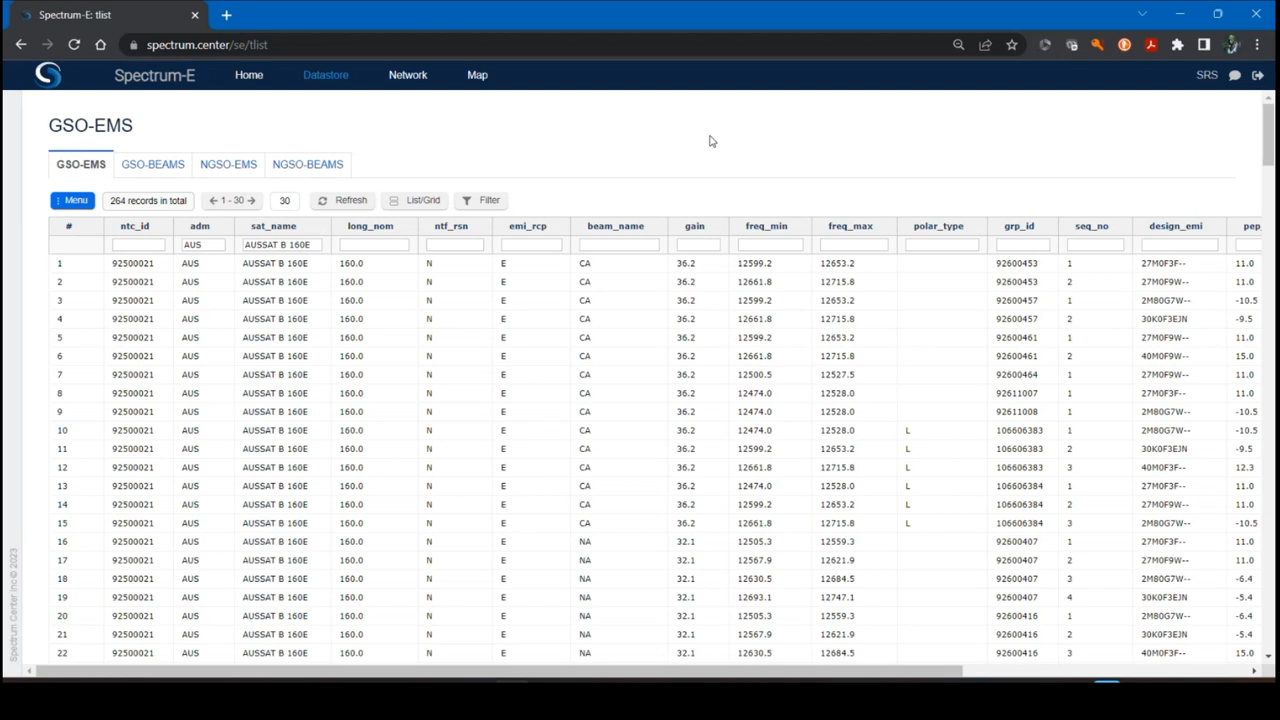 Spectrum-E: tlist
spectrum.center/se/tlist
Spectrum-E Home Datastore Network Map SRS
GSO-EMS
GSO-EMS GSO-BEAMS NGSO-EMS NGSO-BEAMS
Menu 264 records in total 1 - 30 30 Refresh List/Grid Filter
# ntc_id adm sat_name long_nom ntf_rsn emi_rcp beam_name gain freq_min freq_max polar_type grp_id seq_no design_emi pep_
AUS AUSSAT B 160E
1 92500021 AUS AUSSAT B 160E 160.0 N E CA 36.2 12599.2 12653.2 92600453 1 27M0F3F-- 11.0
2 92500021 AUS AUSSAT B 160E 160.0 N E CA 36.2 12661.8 12715.8 92600453 2 27M0F9W-- 11.0
3 92500021 AUS AUSSAT B 160E 160.0 N E CA 36.2 12599.2 12653.2 92600457 1 2M80G7W-- -10.5
4 92500021 AUS AUSSAT B 160E 160.0 N E CA 36.2 12661.8 12715.8 92600457 2 30K0F3EJN -9.5
5 92500021 AUS AUSSAT B 160E 160.0 N E CA 36.2 12599.2 12653.2 92600461 1 27M0F3F-- 11.0
6 92500021 AUS AUSSAT B 160E 160.0 N E CA 36.2 12661.8 12715.8 92600461 2 40M0F9W-- 15.0
7 92500021 AUS AUSSAT B 160E 160.0 N E CA 36.2 12500.5 12527.5 92600464 1 27M0F9W-- 11.0
8 92500021 AUS AUSSAT B 160E 160.0 N E CA 36.2 12474.0 12528.0 92611007 1 27M0F3F-- 11.0
9 92500021 AUS AUSSAT B 160E 160.0 N E CA 36.2 12474.0 12528.0 92611008 1 2M80G7W-- -10.5
10 92500021 AUS AUSSAT B 160E 160.0 N E CA 36.2 12474.0 12528.0 L 106606383 1 2M80G7W-- -10.5
11 92500021 AUS AUSSAT B 160E 160.0 N E CA 36.2 12599.2 12653.2 L 106606383 2 30K0F3EJN -9.5
12 92500021 AUS AUSSAT B 160E 160.0 N E CA 36.2 12661.8 12715.8 L 106606383 3 40M0F3F-- 12.3
13 92500021 AUS AUSSAT B 160E 160.0 N E CA 36.2 12474.0 12528.0 L 106606384 1 27M0F3F-- 11.0
14 92500021 AUS AUSSAT B 160E 160.0 N E CA 36.2 12599.2 12653.2 L 106606384 2 27M0F9W-- 11.0
15 92500021 AUS AUSSAT B 160E 160.0 N E CA 36.2 12661.8 12715.8 L 106606384 3 2M80G7W-- -10.5
16 92500021 AUS AUSSAT B 160E 160.0 N E NA 32.1 12505.3 12559.3 92600407 1 27M0F3F-- 11.0
17 92500021 AUS AUSSAT B 160E 160.0 N E NA 32.1 12567.9 12621.9 92600407 2 27M0F9W-- 11.0
18 92500021 AUS AUSSAT B 160E 160.0 N E NA 32.1 12630.5 12684.5 92600407 3 2M80G7W-- -6.4
19 92500021 AUS AUSSAT B 160E 160.0 N E NA 32.1 12693.1 12747.1 92600407 4 30K0F3EJN -5.4
20 92500021 AUS AUSSAT B 160E 160.0 N E NA 32.1 12505.3 12559.3 92600416 1 2M80G7W-- -6.4
21 92500021 AUS AUSSAT B 160E 160.0 N E NA 32.1 12567.9 12621.9 92600416 2 30K0F3EJN -5.4
22 92500021 AUS AUSSAT B 160E 160.0 N E NA 32.1 12630.5 12684.5 92600416 3 40M0F3F-- 15.0
Spectrum Center Inc © 2023